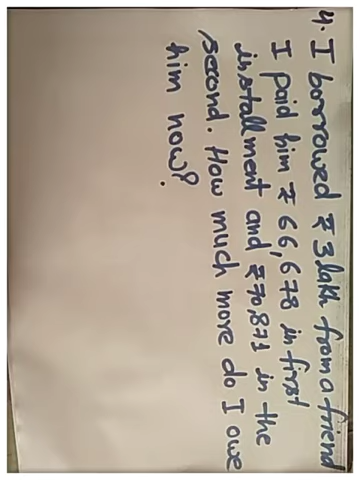 4. I borrowed ₹3 lakh from a friend
I paid him ₹66,678 in first
installment and ₹70,871 in the
second. How much more do I owe
him now?